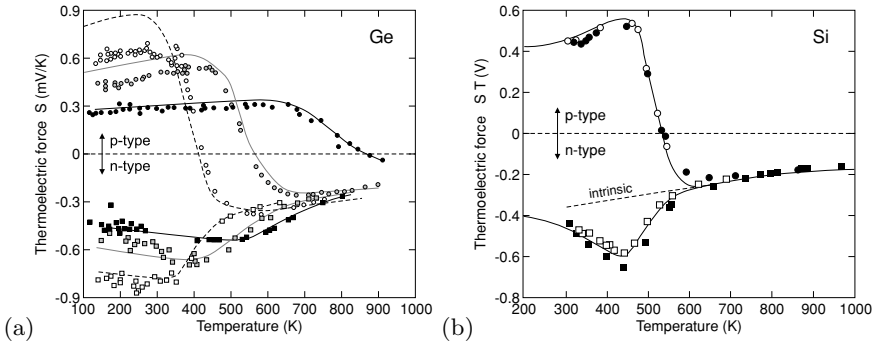 0.9
Ge
0.6
0.3
0
-0.3
-0.6
-0.9
Thermoelectric force S (mV/K)
p-type
n-type
100 200 300 400 500 600 700 800 900 1000
Temperature (K)
(a)
0.6
Si
0.4
0.2
0
-0.2
-0.4
-0.6
-0.8
Thermoelectric force S T (V)
p-type
n-type
intrinsic
200 300 400 500 600 700 800 900 1000
Temperature (K)
(b)